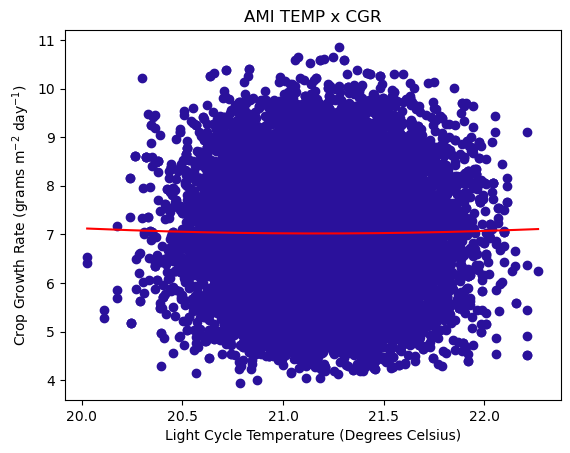 AMI TEMP x CGR
11
10
9
8
7
6
5
4
Crop Growth Rate (grams m⁻² day⁻¹)
20.0 20.5 21.0 21.5 22.0
Light Cycle Temperature (Degrees Celsius)